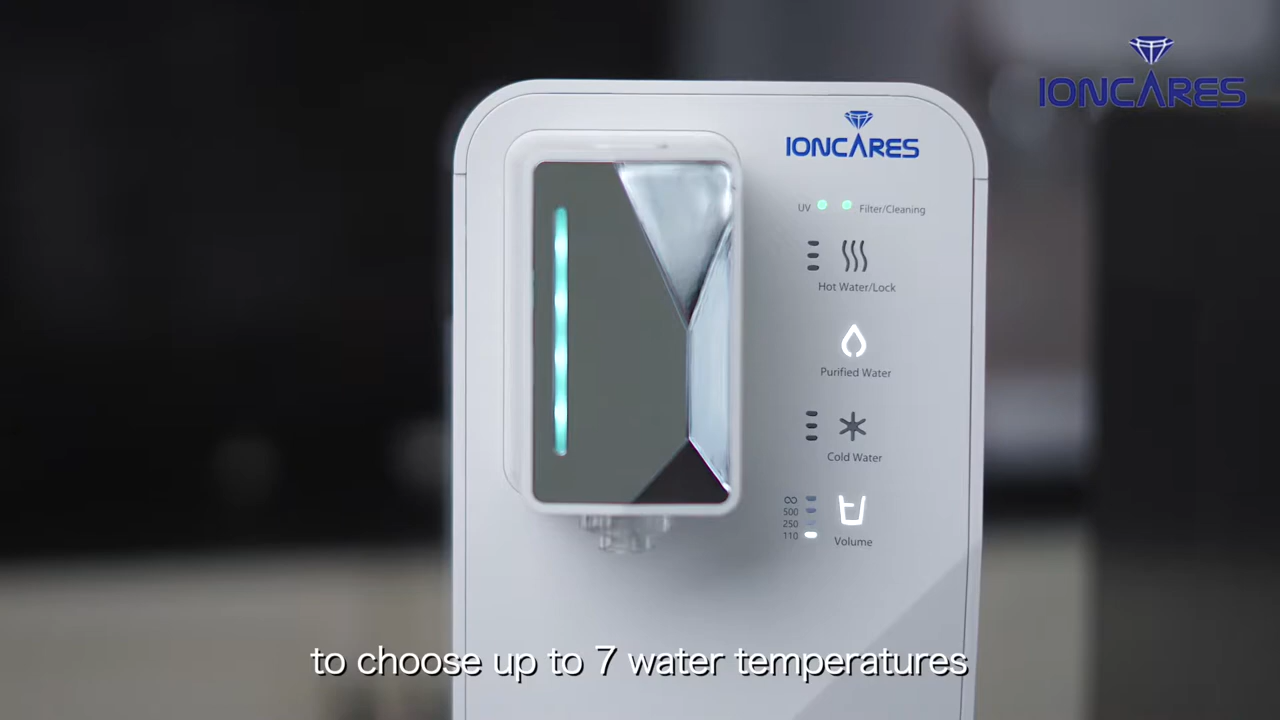 IONCARES
IONCARES
UV Filter/Cleaning
Hot Water/Lock
Purified Water
Cold Water
∞
500
250
110
Volume
to choose up to 7 water temperatures